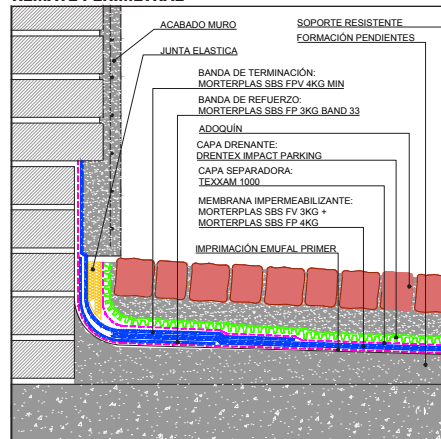 REMATE PERIMETRAL
ACABADO MURO
SOPORTE RESISTENTE
FORMACIÓN PENDIENTES
JUNTA ELASTICA
BANDA DE TERMINACIÓN:
MORTERPLAS SBS FPV 4KG MIN
BANDA DE REFUERZO:
MORTERPLAS SBS FP 3KG BAND 33
ADOQUÍN
CAPA DRENANTE:
DRENTEX IMPACT PARKING
CAPA SEPARADORA:
TEXXAM 1000
MEMBRANA IMPERMEABILIZANTE:
MORTERPLAS SBS FV 3KG +
MORTERPLAS SBS FP 4KG
IMPRIMACIÓN EMUFAL PRIMER